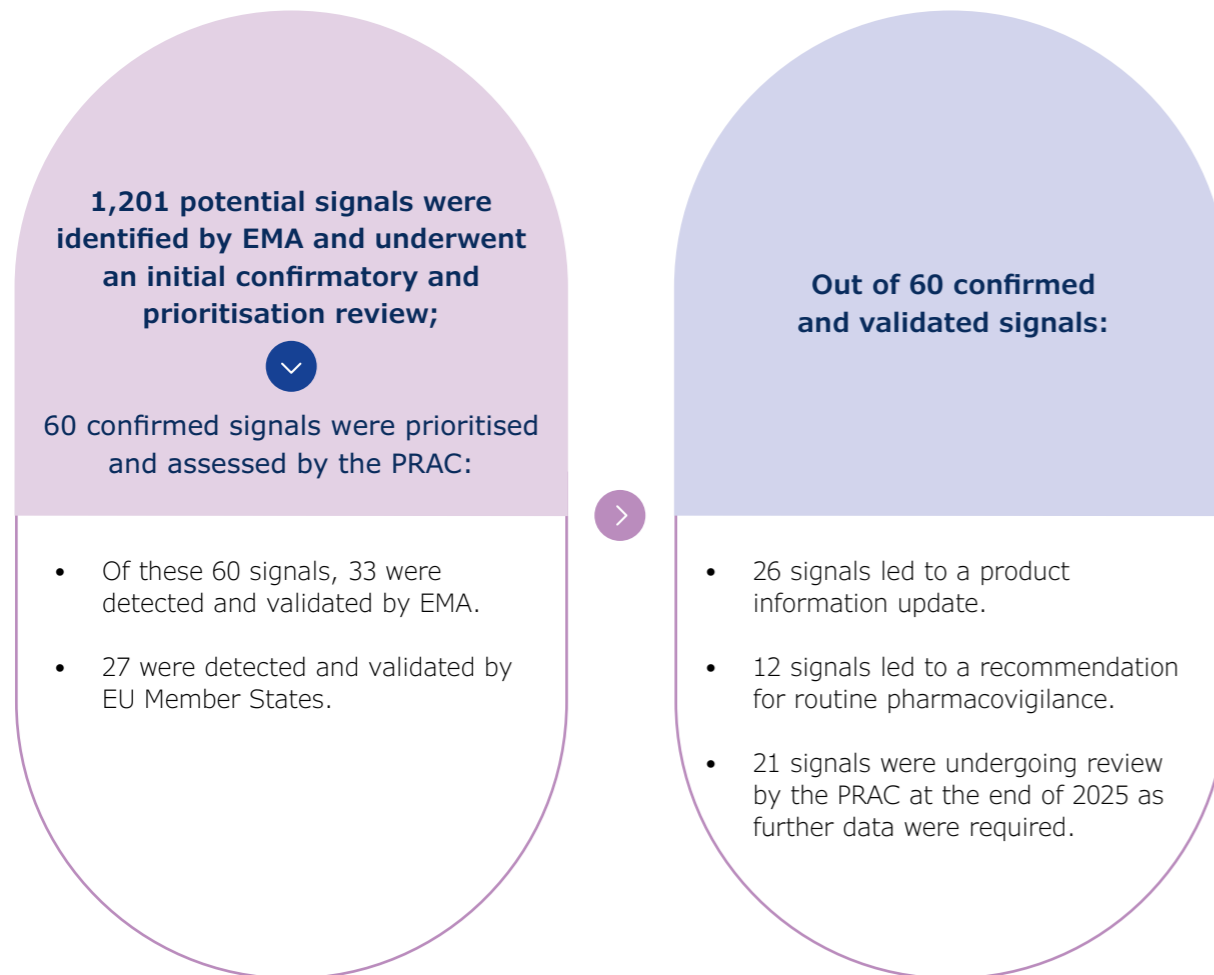 1,201 potential signals were
identified by EMA and underwent
an initial confirmatory and
prioritisation review;
60 confirmed signals were prioritised
and assessed by the PRAC:
• Of these 60 signals, 33 were
detected and validated by EMA.
• 27 were detected and validated by
EU Member States.
Out of 60 confirmed
and validated signals:
• 26 signals led to a product
information update.
• 12 signals led to a recommendation
for routine pharmacovigilance.
• 21 signals were undergoing review
by the PRAC at the end of 2025 as
further data were required.